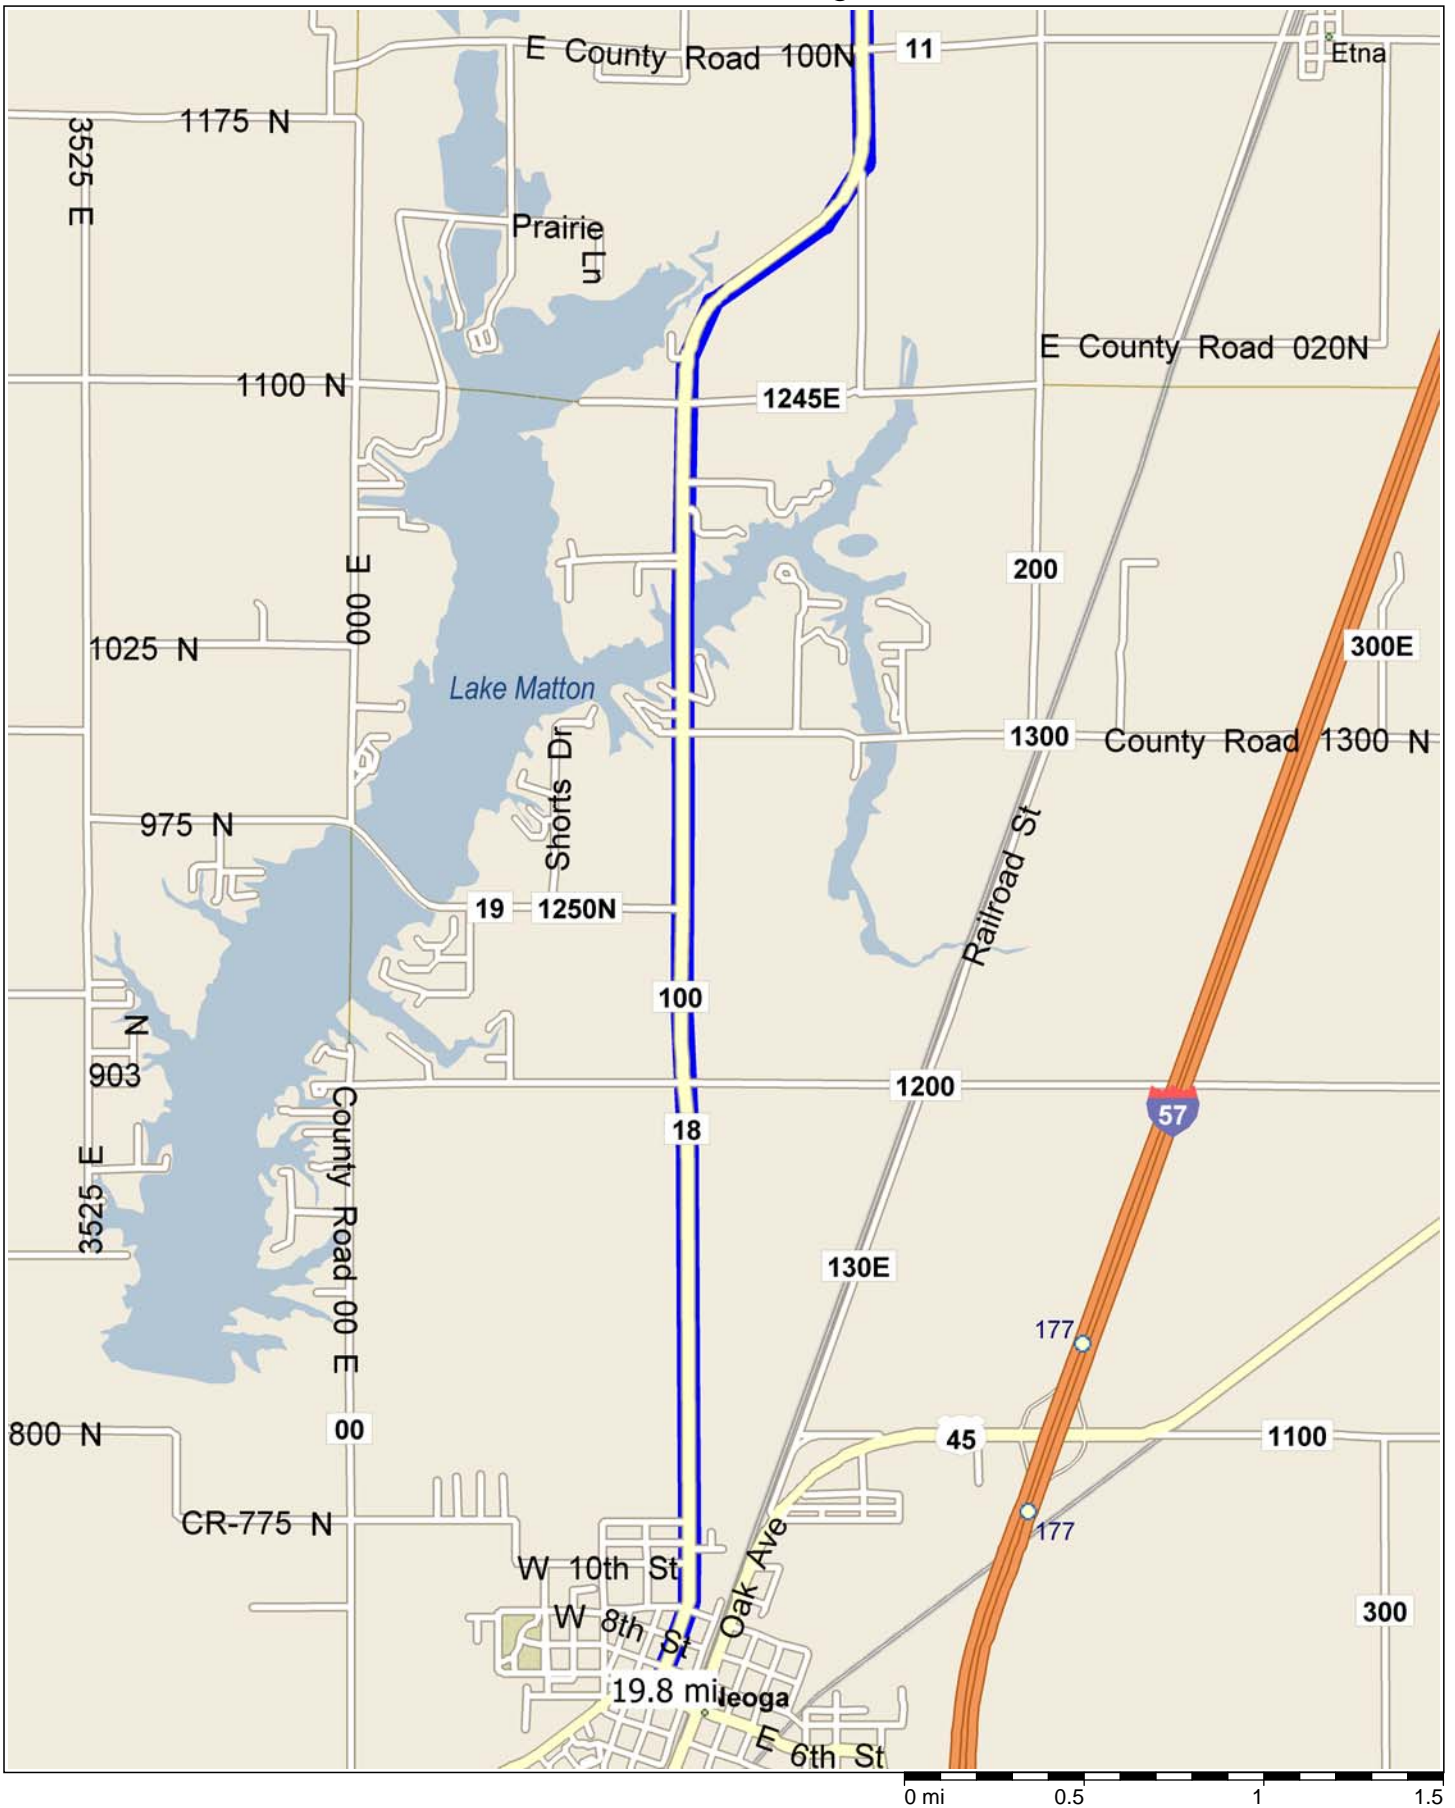 E County Road 100N
11
Etna
1175 N
3525 E
Prairie
Ln
E County Road 020N
1100 N
1245E
000 E
200
1025 N
300E
Lake Matton
1300
County Road 1300 N
Shorts Dr
975 N
Railroad St
19
1250N
100
N
903
1200
57
18
County Road 00 E
3525 E
130E
177
800 N
00
45
1100
CR-775 N
177
W 10th St
Oak Ave
W 8th St
300
19.8 mi
leoga
E 6th St
0 mi 0.5 1 1.5